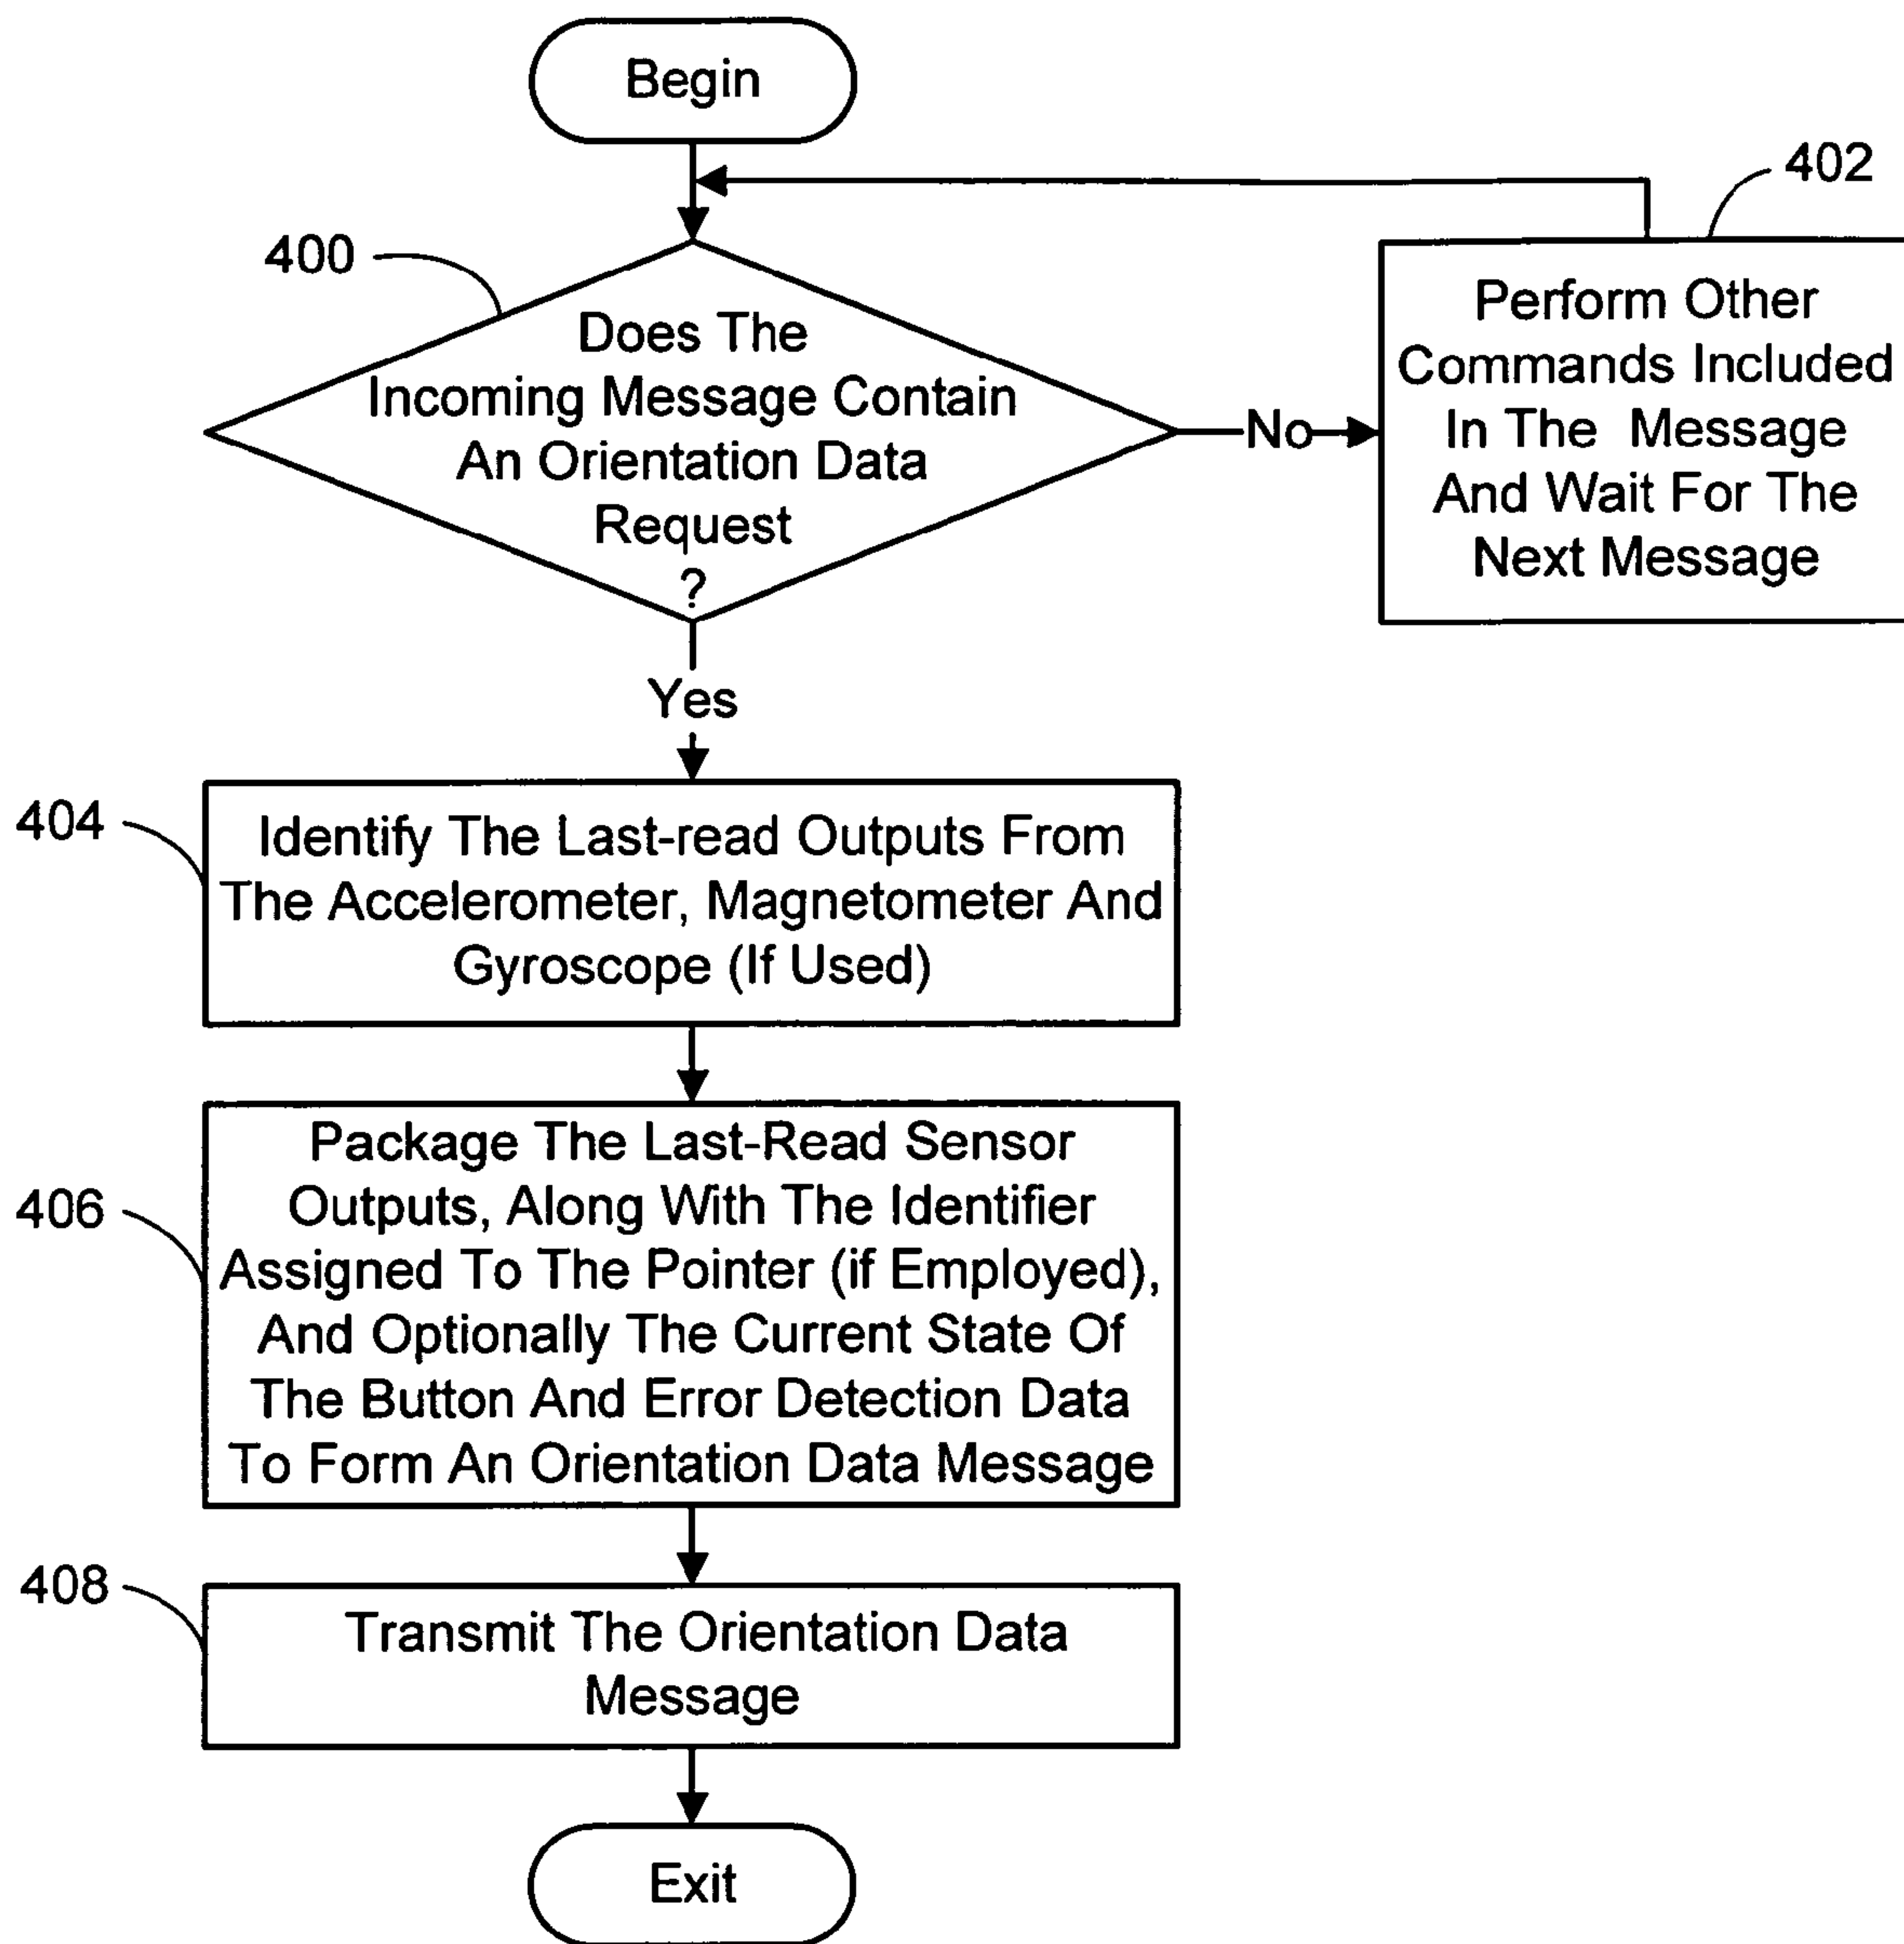 Begin
402
400
Does The
Incoming Message Contain
An Orientation Data
Request
?
No
Perform Other
Commands Included
In The Message
And Wait For The
Next Message
Yes
404
Identify The Last-read Outputs From
The Accelerometer, Magnetometer And
Gyroscope (If Used)
406
Package The Last-Read Sensor
Outputs, Along With The Identifier
Assigned To The Pointer (if Employed),
And Optionally The Current State Of
The Button And Error Detection Data
To Form An Orientation Data Message
408
Transmit The Orientation Data
Message
Exit